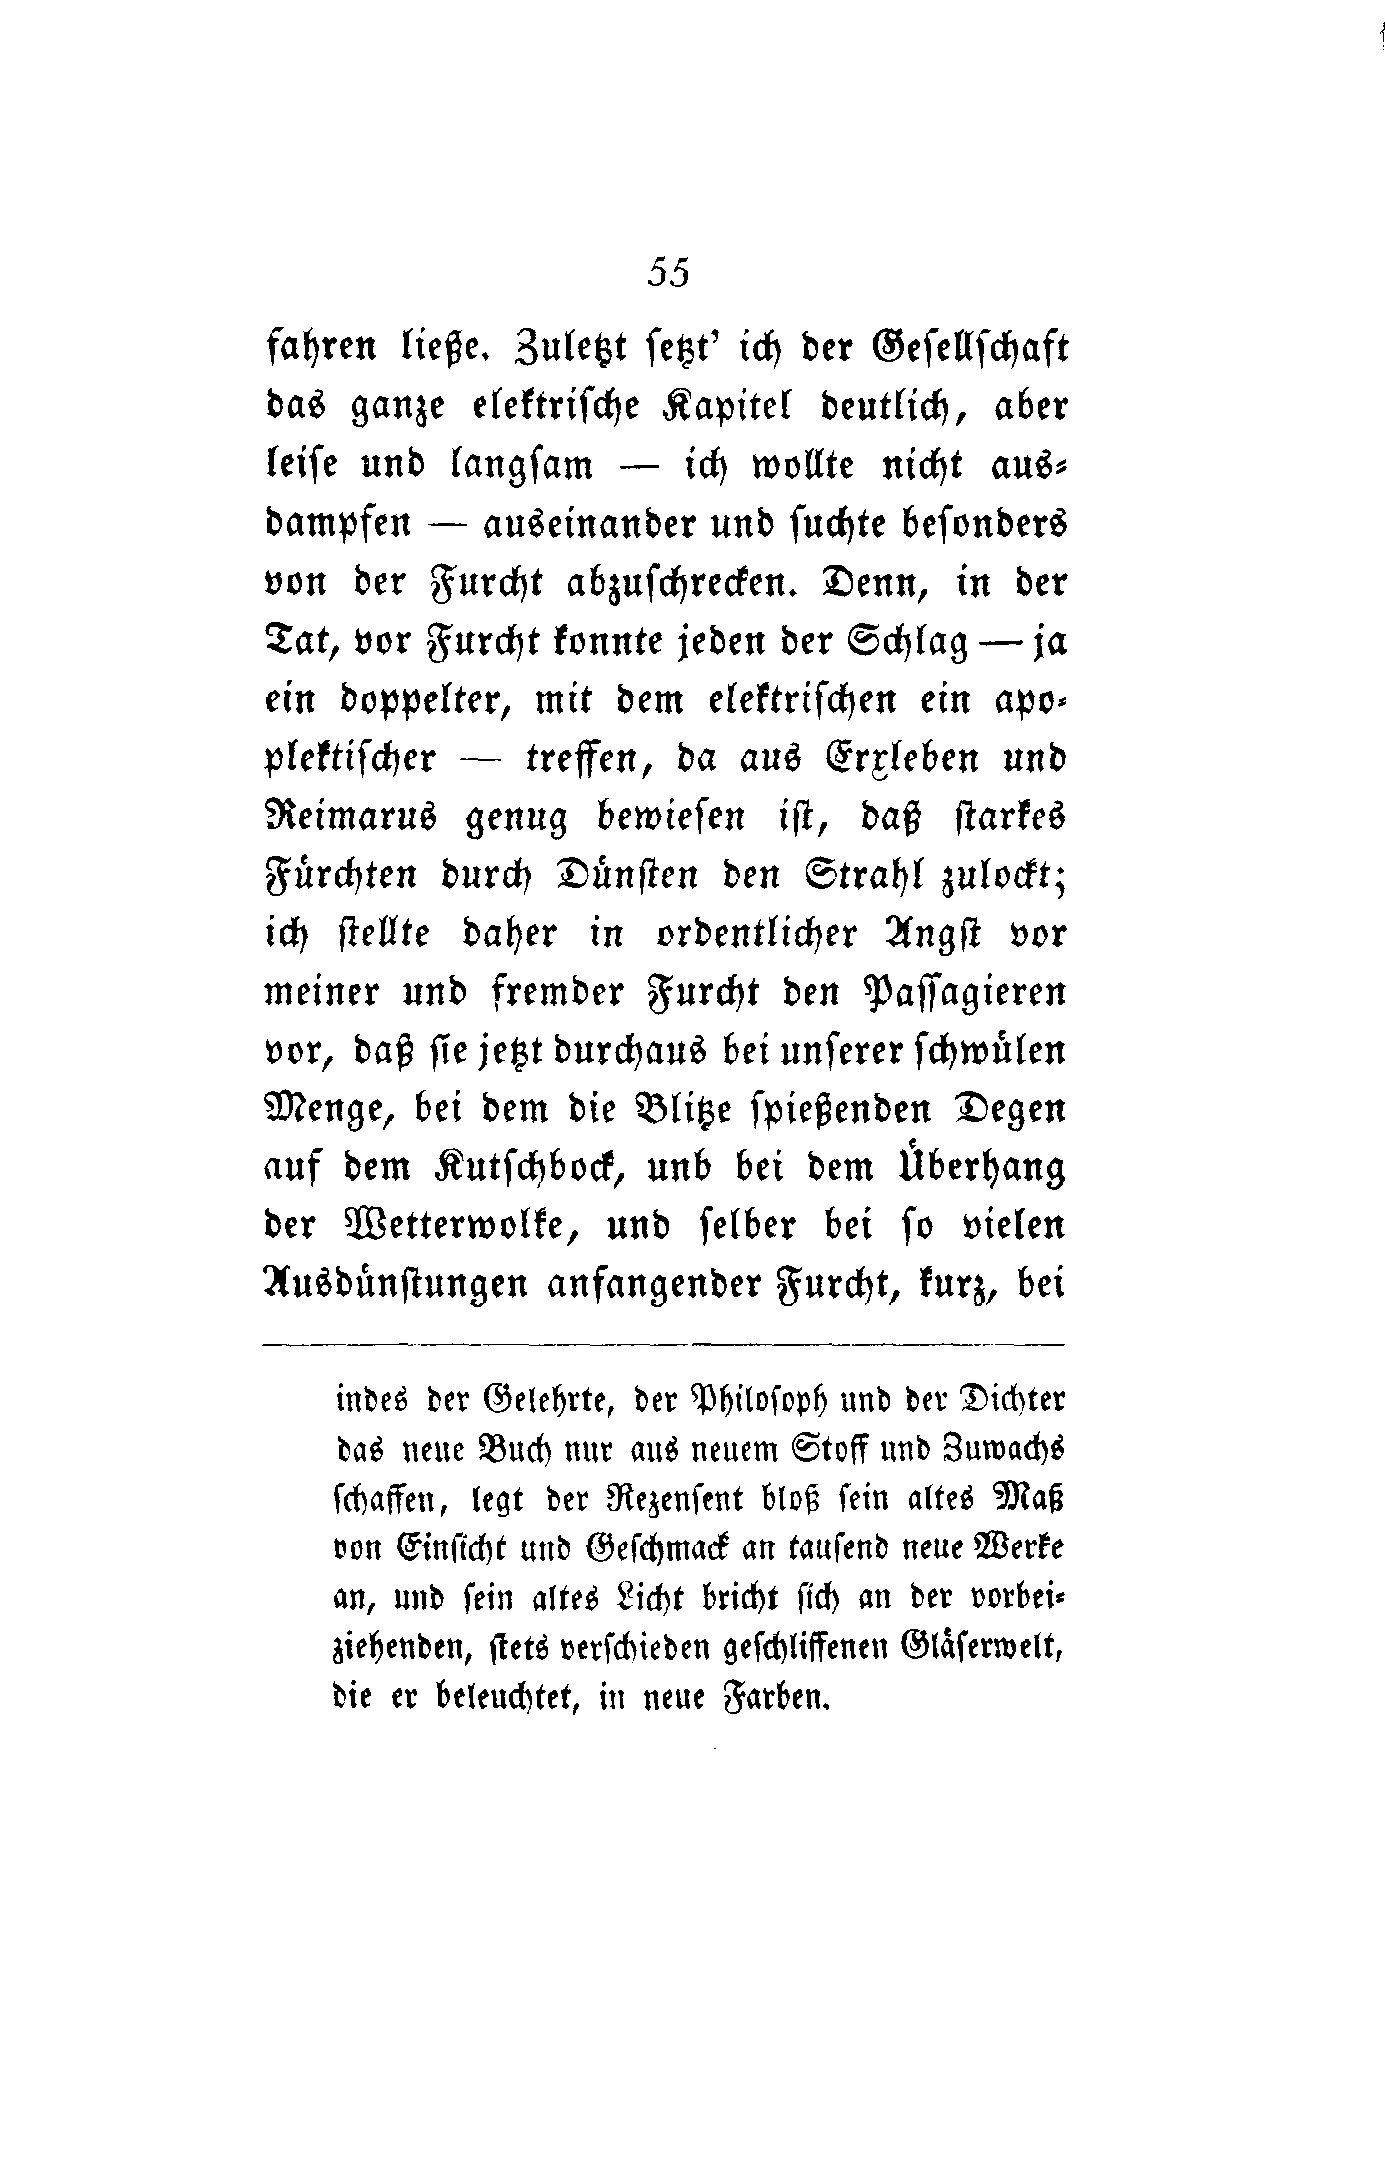 55
fahren ließe. Zuletzt ſetzt’ ich der Geſellſchaft
das ganze elektriſche Kapitel deutlich, aber
leiſe und langſam — ich wollte nicht aus⸗
dampfen — auseinander und ſuchte beſonders
von der Furcht abzuſchrecken. Denn, in der
Tat, vor Furcht konnte jeden der Schlag — ja
ein doppelter, mit dem elektriſchen ein apo⸗
plektiſcher — treffen, da aus Erxleben und
Reimarus genug bewieſen iſt, daß ſtarkes
Fürchten durch Dünſten den Strahl zulockt;
ich ſtellte daher in ordentlicher Angſt vor
meiner und fremder Furcht den Paſſagieren
vor, daß ſie jetzt durchaus bei unſerer ſchwülen
Menge, bei dem die Blitze ſpießenden Degen
auf dem Kutſchbock, unb bei dem Überhang
der Wetterwolke, und ſelber bei ſo vielen
Ausdünſtungen anfangender Furcht, kurz, bei
indes der Gelehrte, der Philoſoph und der Dichter
das neue Buch nur aus neuem Stoff und Zuwachs
ſchaffen, legt der Rezenſent bloß ſein altes Maß
von Einſicht und Geſchmack an tauſend neue Werke
an, und ſein altes Licht bricht ſich an der vorbei⸗
ziehenden, ſtets verſchieden geſchliffenen Gläſerwelt,
die er beleuchtet, in neue Farben.